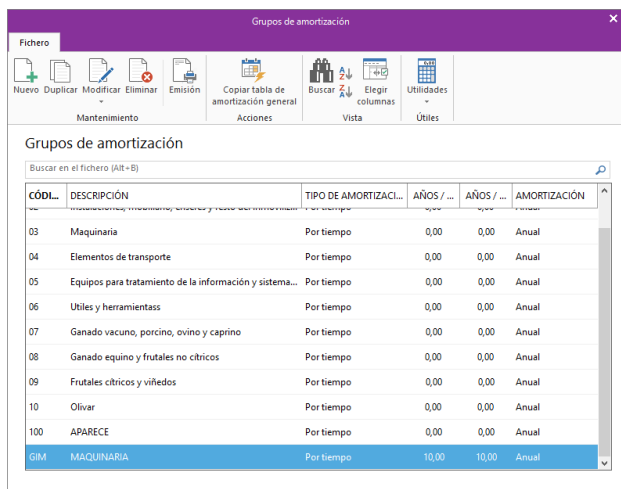 Grupos de amortización
Fichero
Nuevo Duplicar Modificar Eliminar Emisión Copiar tabla de amortización general Buscar Elegir columnas Utilidades
Mantenimiento Acciones Vista Útiles
Grupos de amortización
Buscar en el fichero (Alt+B)
CÓDI... DESCRIPCIÓN TIPO DE AMORTIZACI... AÑOS / ... AÑOS / ... AMORTIZACIÓN
03 Maquinaria Por tiempo 0,00 0,00 Anual
04 Elementos de transporte Por tiempo 0,00 0,00 Anual
05 Equipos para tratamiento de la información y sistema... Por tiempo 0,00 0,00 Anual
06 Utiles y herramientass Por tiempo 0,00 0,00 Anual
07 Ganado vacuno, porcino, ovino y caprino Por tiempo 0,00 0,00 Anual
08 Ganado equino y frutales no cítricos Por tiempo 0,00 0,00 Anual
09 Frutales cítricos y viñedos Por tiempo 0,00 0,00 Anual
10 Olivar Por tiempo 0,00 0,00 Anual
100 APARECE Por tiempo 0,00 0,00 Anual
GIM MAQUINARIA Por tiempo 10,00 10,00 Anual